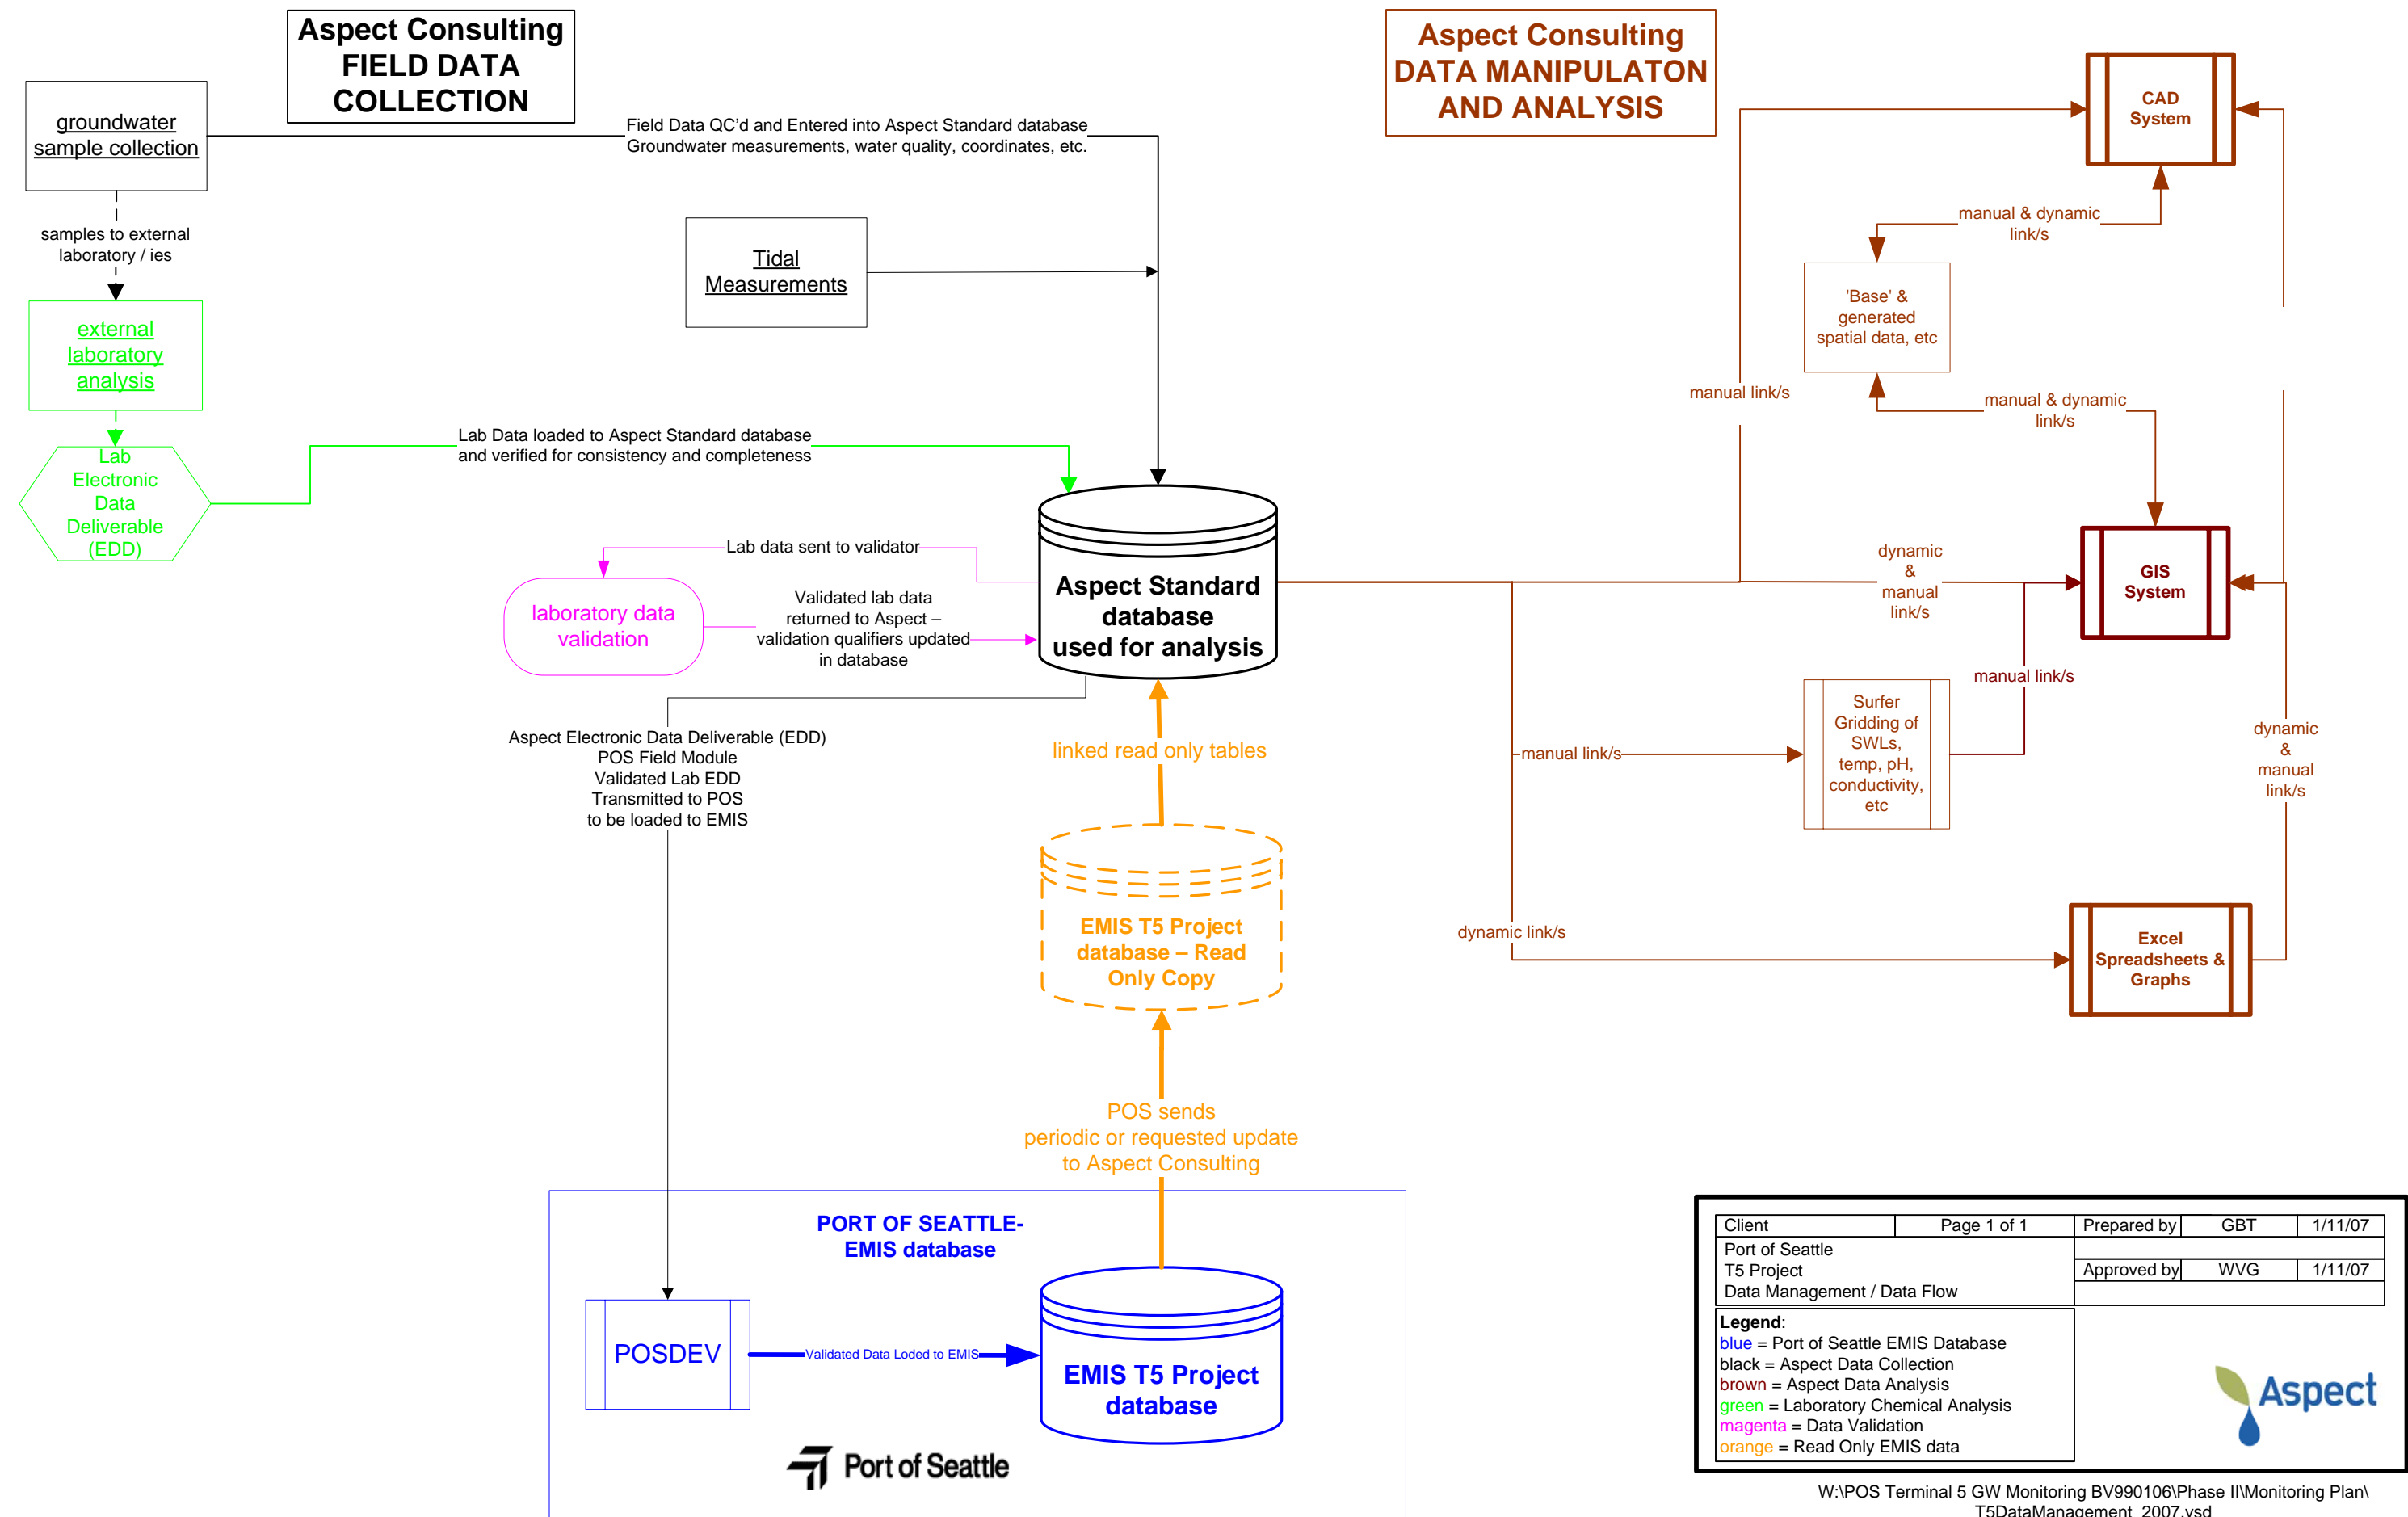 Aspect Consulting
FIELD DATA
COLLECTION
Aspect Consulting
DATA MANIPULATON
AND ANALYSIS
groundwater
sample collection
Field Data QC'd and Entered into Aspect Standard database
Groundwater measurements, water quality, coordinates, etc.
CAD
System
samples to external
laboratory / ies
Tidal
Measurements
manual & dynamic
link/s
'Base' &
generated
spatial data, etc
external
laboratory
analysis
manual link/s
manual & dynamic
link/s
Lab Data loaded to Aspect Standard database
and verified for consistency and completeness
Lab
Electronic
Data
Deliverable
(EDD)
Lab data sent to validator
laboratory data
validation
Validated lab data
returned to Aspect –
validation qualifiers updated
in database
Aspect Standard
database
used for analysis
dynamic
&
manual
link/s
GIS
System
manual link/s
Aspect Electronic Data Deliverable (EDD)
POS Field Module
Validated Lab EDD
Transmitted to POS
to be loaded to EMIS
linked read only tables
manual link/s
Surfer
Gridding of
SWLs,
temp, pH,
conductivity,
etc
dynamic
&
manual
link/s
EMIS T5 Project
database – Read
Only Copy
dynamic link/s
Excel
Spreadsheets &
Graphs
POS sends
periodic or requested update
to Aspect Consulting
PORT OF SEATTLE-
EMIS database
POSDEV
Validated Data Loded to EMIS
EMIS T5 Project
database
Port of Seattle
Client Page 1 of 1 Prepared by GBT 1/11/07
Port of Seattle
T5 Project Approved by WVG 1/11/07
Data Management / Data Flow
Legend:
blue = Port of Seattle EMIS Database
black = Aspect Data Collection
brown = Aspect Data Analysis
green = Laboratory Chemical Analysis
magenta = Data Validation
orange = Read Only EMIS data
Aspect
W:\POS Terminal 5 GW Monitoring BV990106\Phase II\Monitoring Plan\
T5DataManagement_2007.vsd